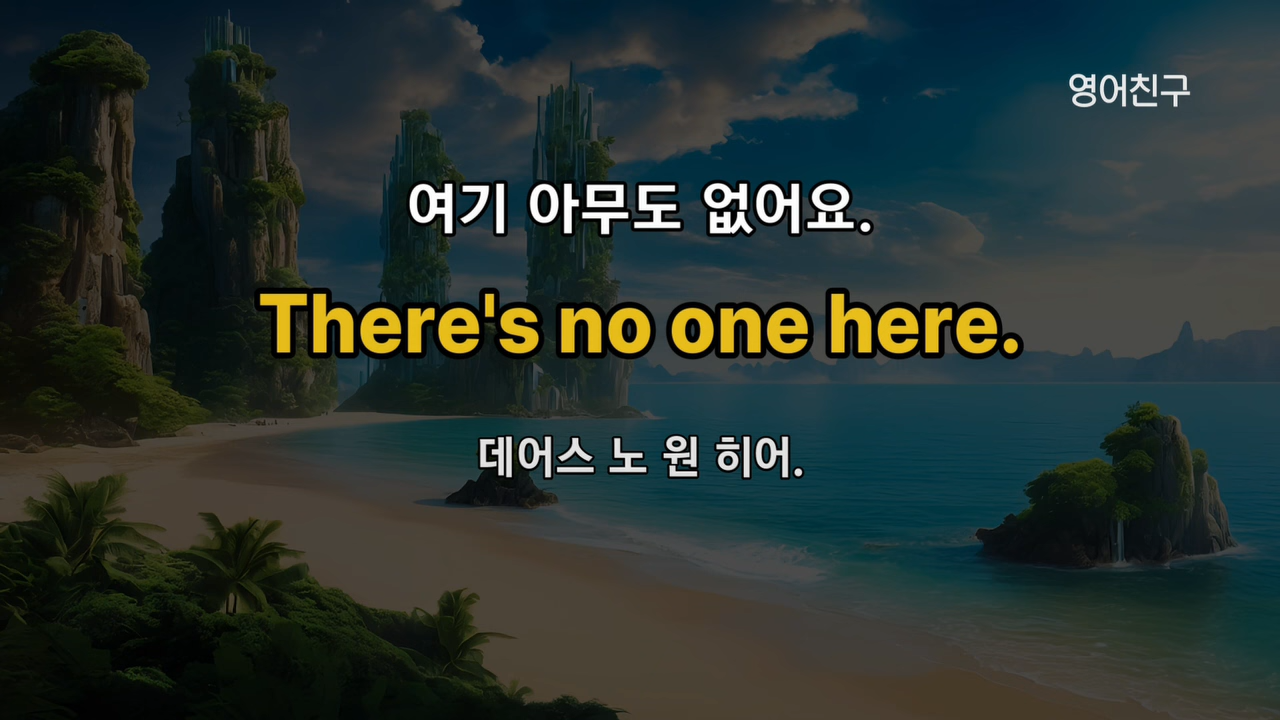 영어친구
여기 아무도 없어요.
There's no one here.
데어스 노 원 히어.